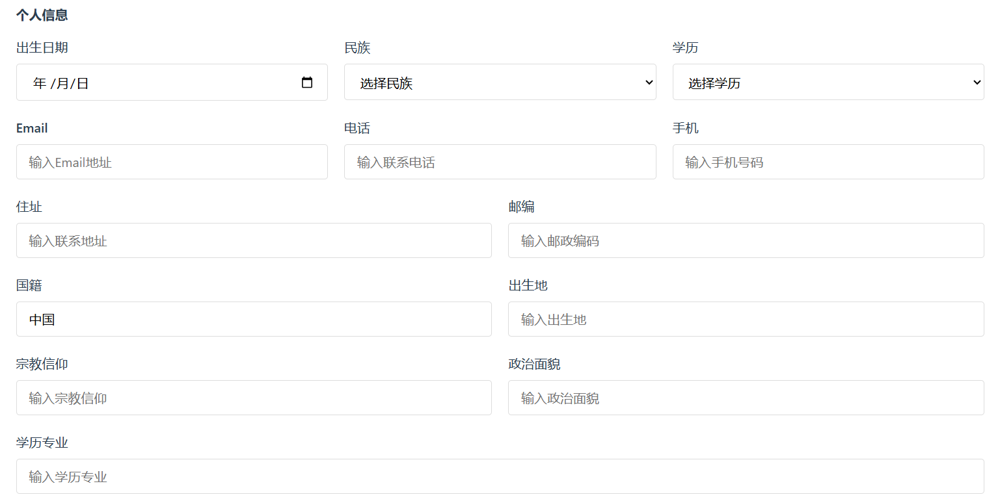 个人信息
出生日期 民族 学历
年 /月/日 选择民族 选择学历
Email 电话 手机
输入Email地址 输入联系电话 输入手机号码
住址 邮编
输入联系地址 输入邮政编码
国籍 出生地
中国 输入出生地
宗教信仰 政治面貌
输入宗教信仰 输入政治面貌
学历专业
输入学历专业